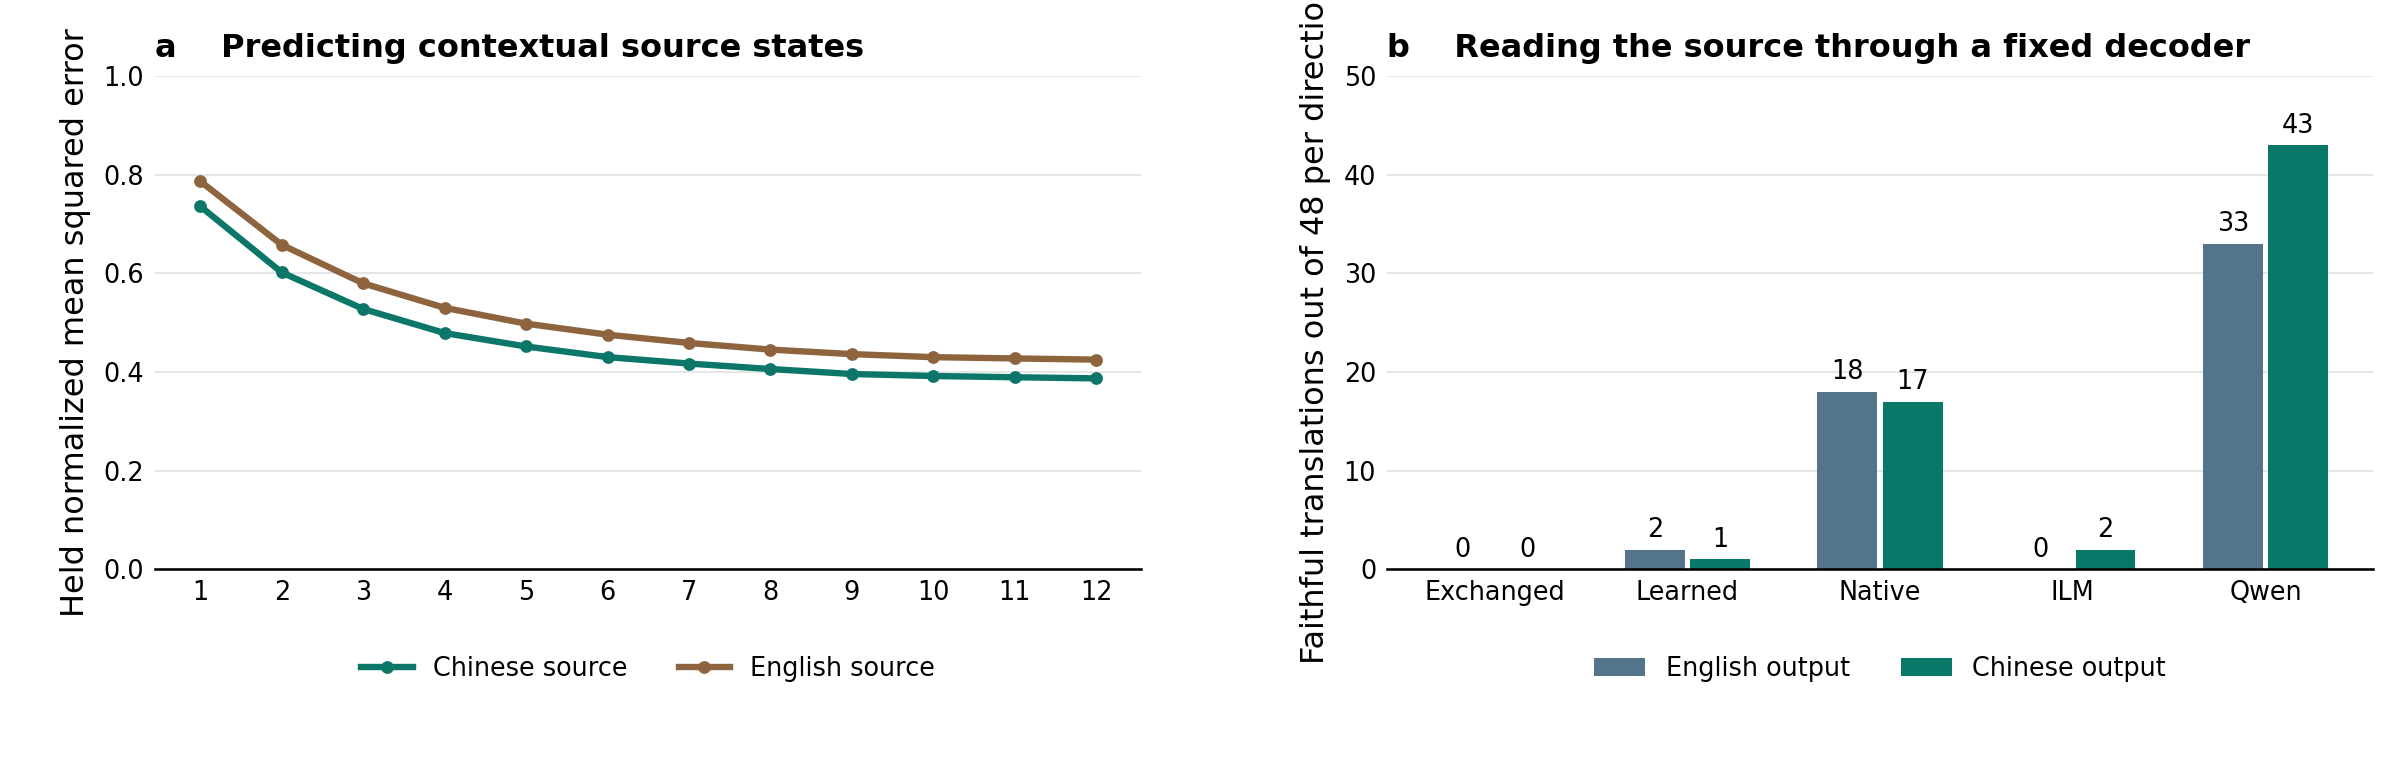 a Predicting contextual source states
Held normalized mean squared error
1.0
0.8
0.6
0.4
0.2
0.0
1 2 3 4 5 6 7 8 9 10 11 12
Chinese source English source
b Reading the source through a fixed decoder
Faithful translations out of 48 per directio
50
40
30
20
10
0
0 0 2 1 18 17 0 2 33 43
Exchanged Learned Native ILM Qwen
English output Chinese output